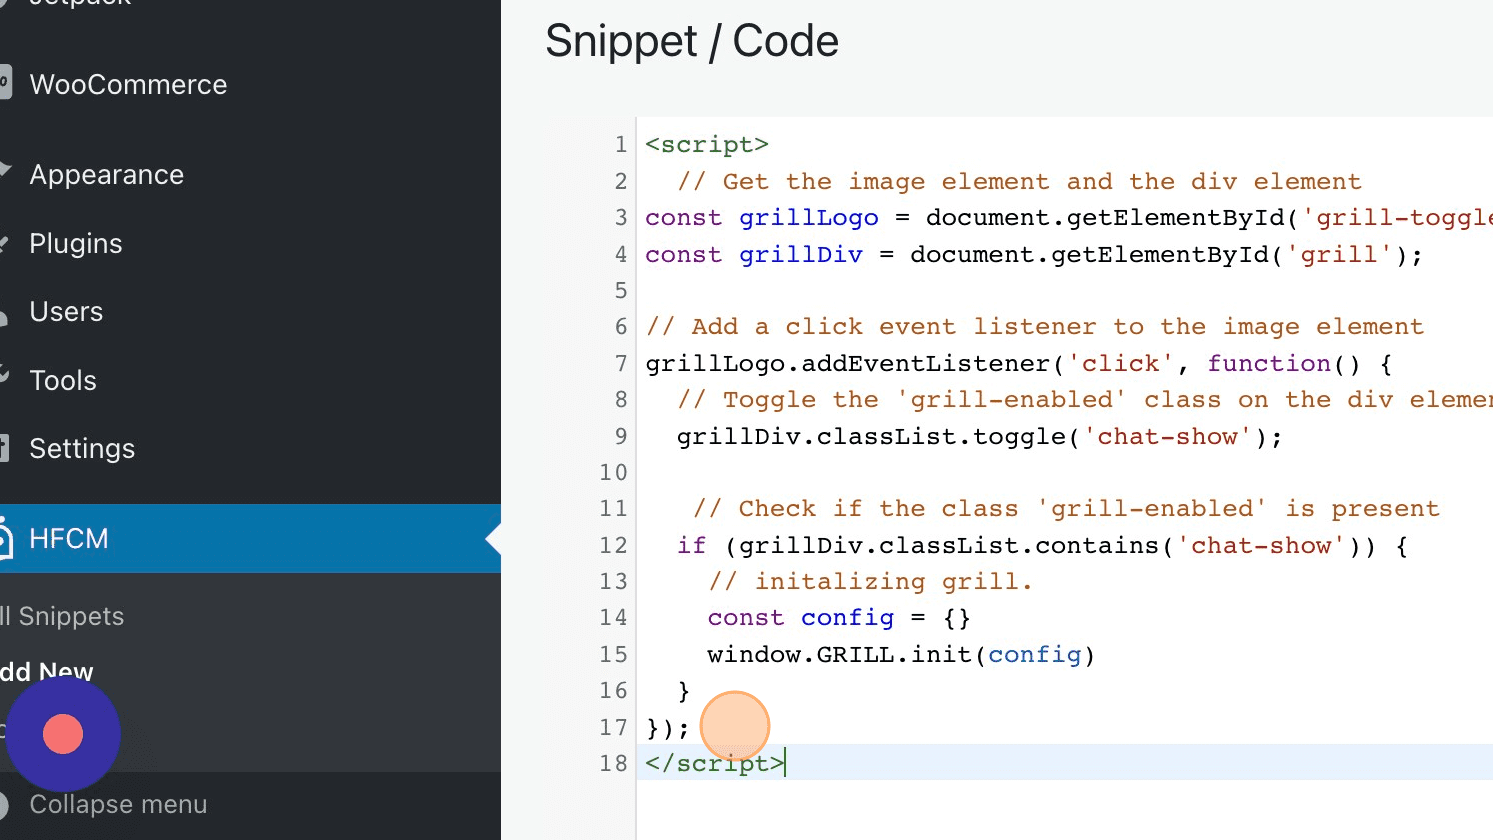 Jetpack
WooCommerce
Appearance
Plugins
Users
Tools
Settings
HFCM
ll Snippets
dd New
Collapse menu
Snippet / Code
1 <script>
2 // Get the image element and the div element
3 const grillLogo = document.getElementById('grill-toggle
4 const grillDiv = document.getElementById('grill');
5
6 // Add a click event listener to the image element
7 grillLogo.addEventListener('click', function() {
8 // Toggle the 'grill-enabled' class on the div elemen
9 grillDiv.classList.toggle('chat-show');
10
11 // Check if the class 'grill-enabled' is present
12 if (grillDiv.classList.contains('chat-show')) {
13 // initalizing grill.
14 const config = {}
15 window.GRILL.init(config)
16 }
17 });
18 </script>